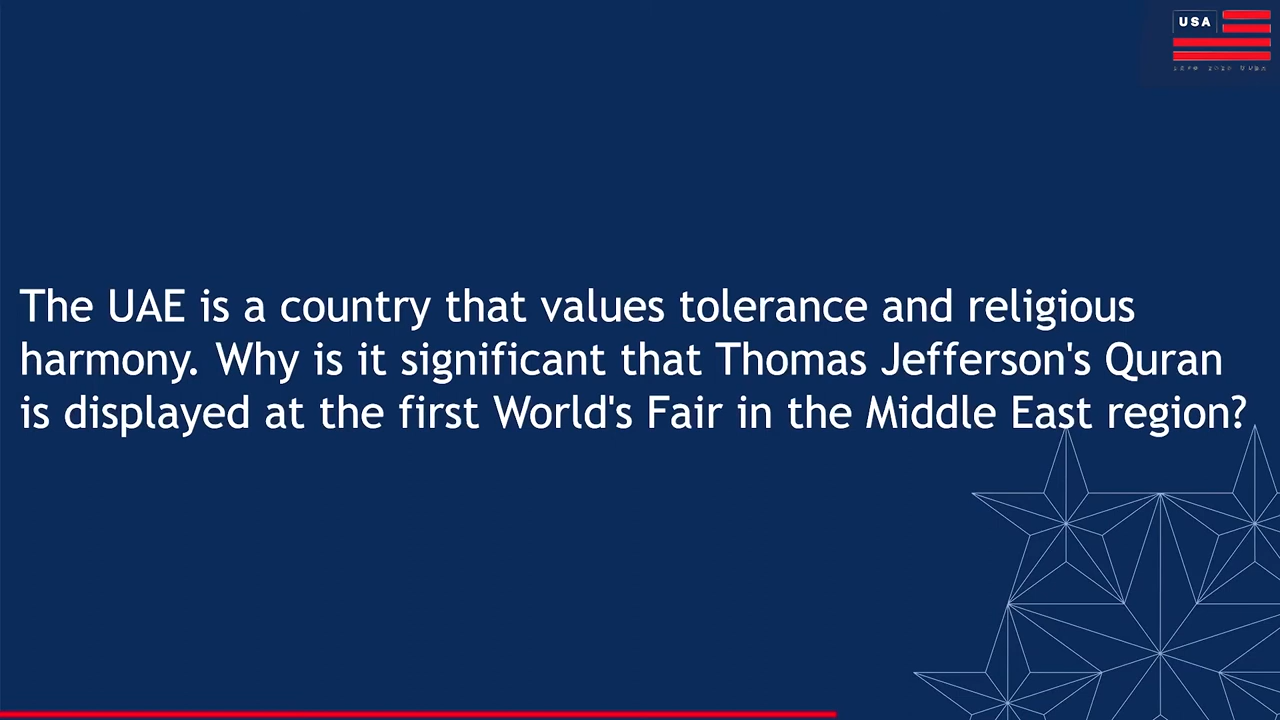 USA
The UAE is a country that values tolerance and religious
harmony. Why is it significant that Thomas Jefferson's Quran
is displayed at the first World's Fair in the Middle East region?